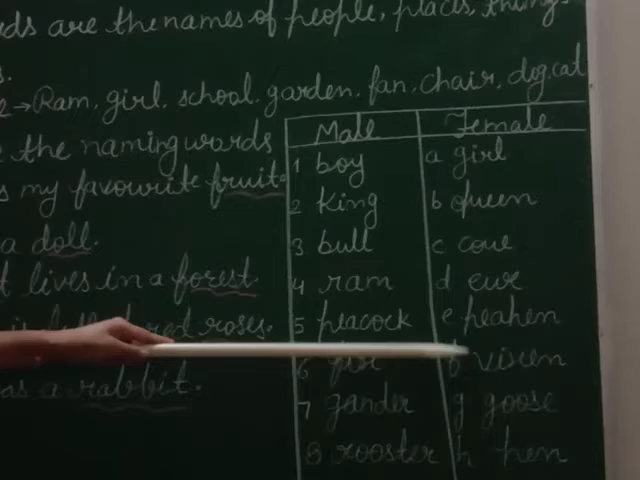 ds are the names of people, places, things
s.
→ Ram, girl, school, garden, fan, chair, dog, cat
the naming words
s my favourite fruit.
a doll.
t lives in a forest.
red roses.
as a rabbit.
Male Female
1 boy a girl
2 king b queen
3 bull c cow
4 ram d ewe
5 peacock e peahen
6 fox f vixen
7 gander g goose
8 rooster h hen